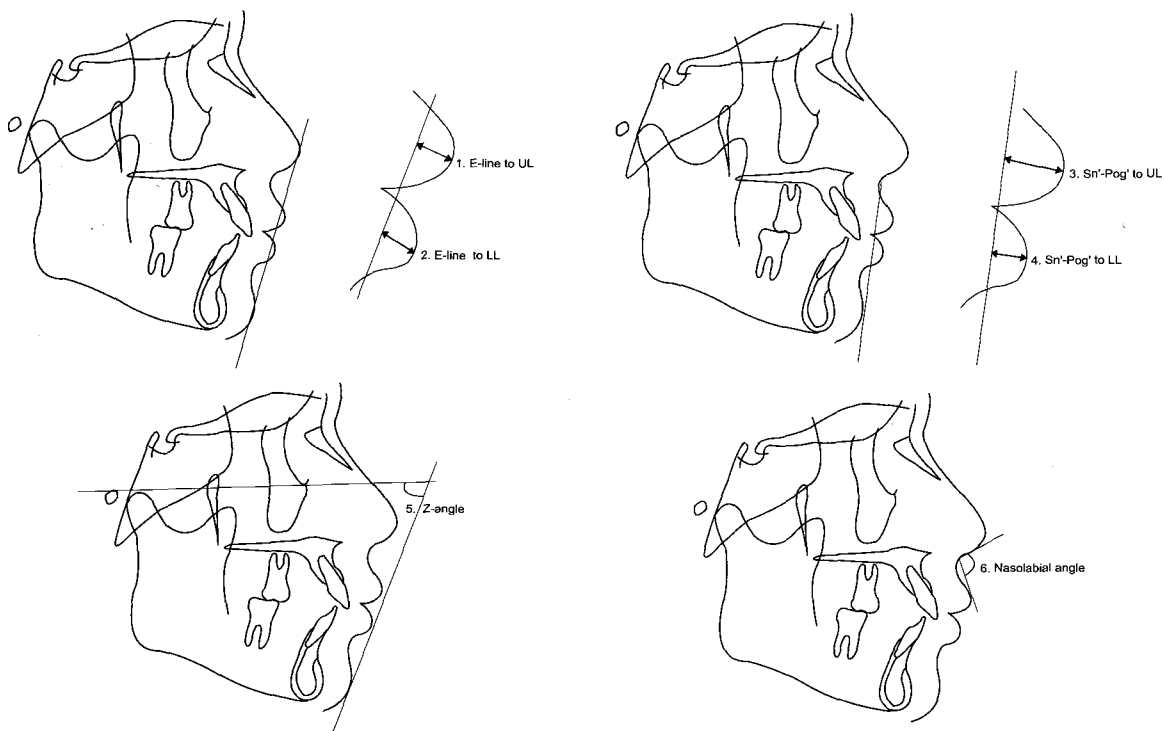 1. E-line to UL
2. E-line to LL
3. Sn'-Pog' to UL
4. Sn'-Pog' to LL
5. Z-angle
6. Nasolabial angle